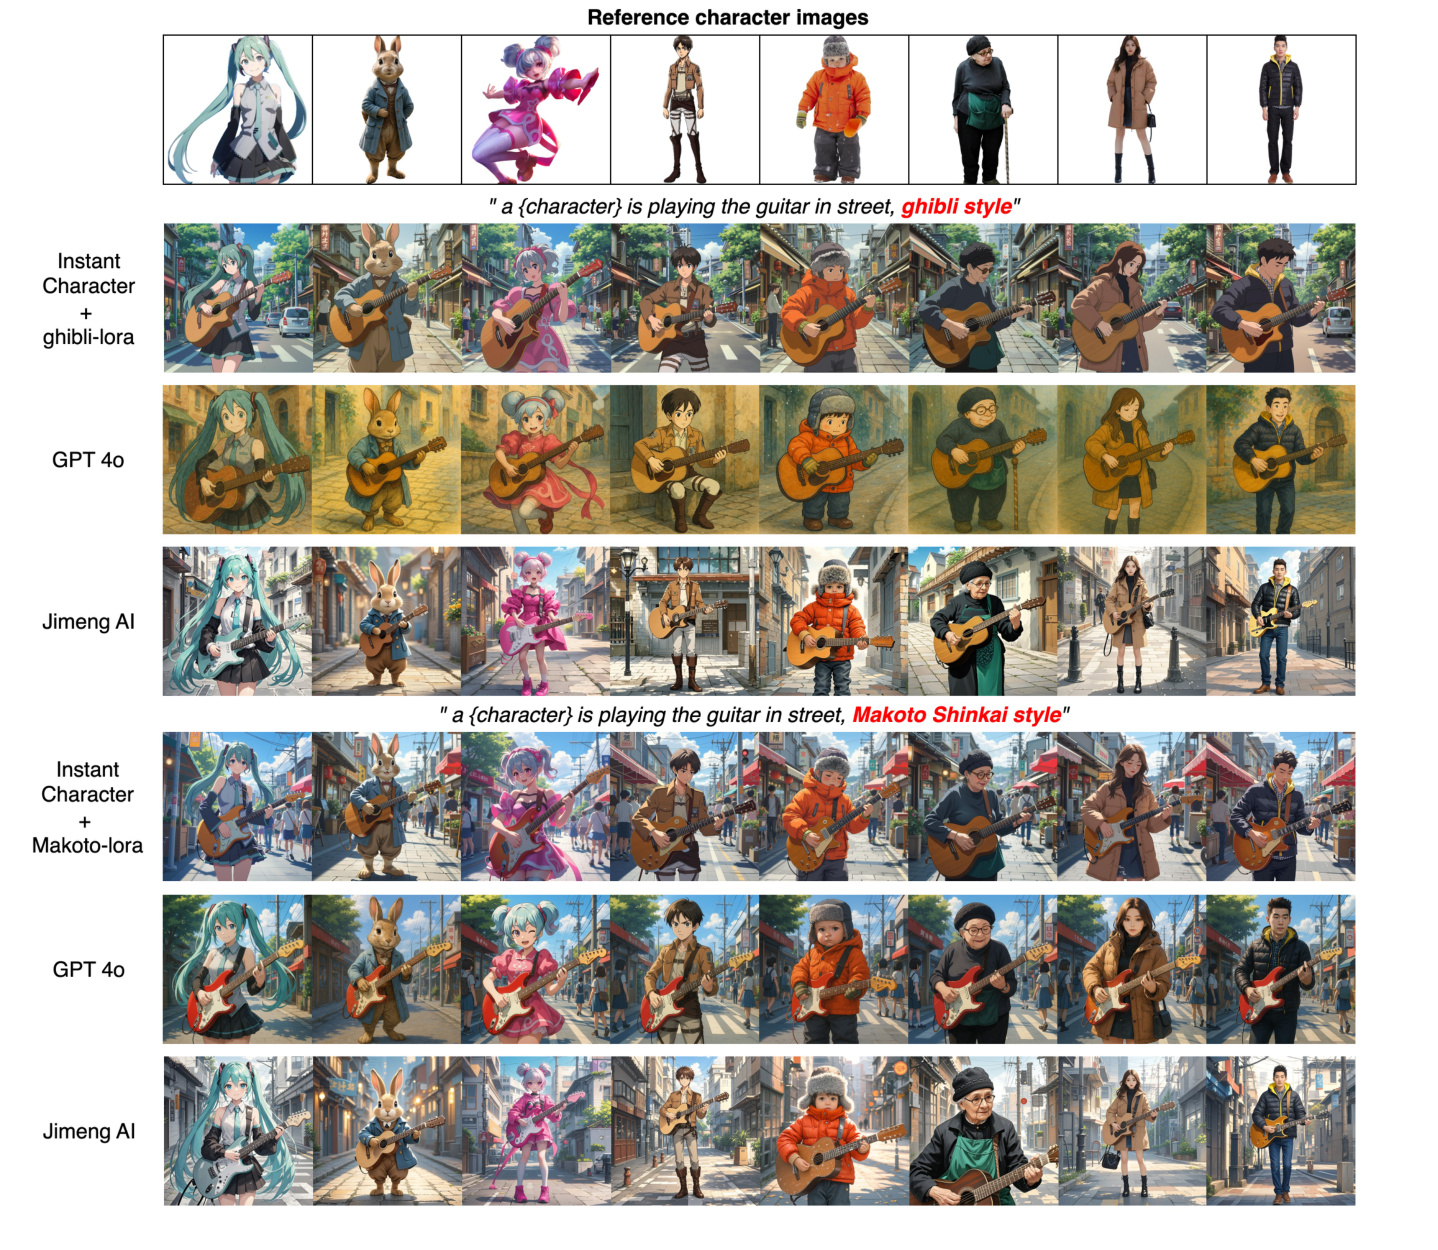 Reference character images
" a {character} is playing the guitar in street, ghibli style"
Instant
Character
+
ghibli-lora
GPT 4o
Jimeng AI
" a {character} is playing the guitar in street, Makoto Shinkai style"
Instant
Character
+
Makoto-lora
GPT 4o
Jimeng AI